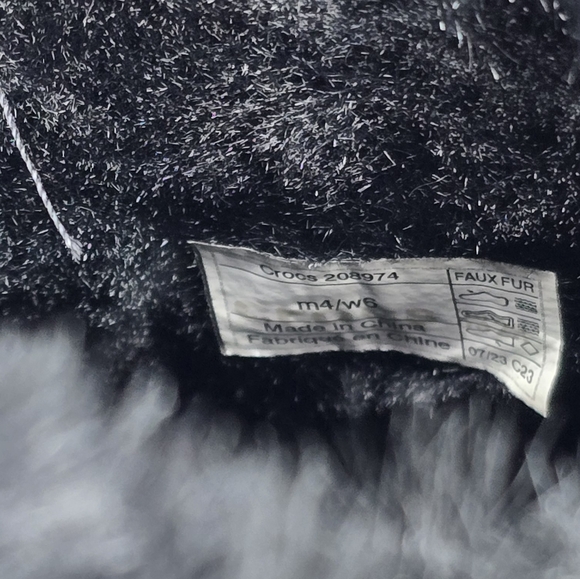 Crocs 208974
m4/w6
Made in China
Fabriqué en Chine
FAUX FUR
07/23 C23